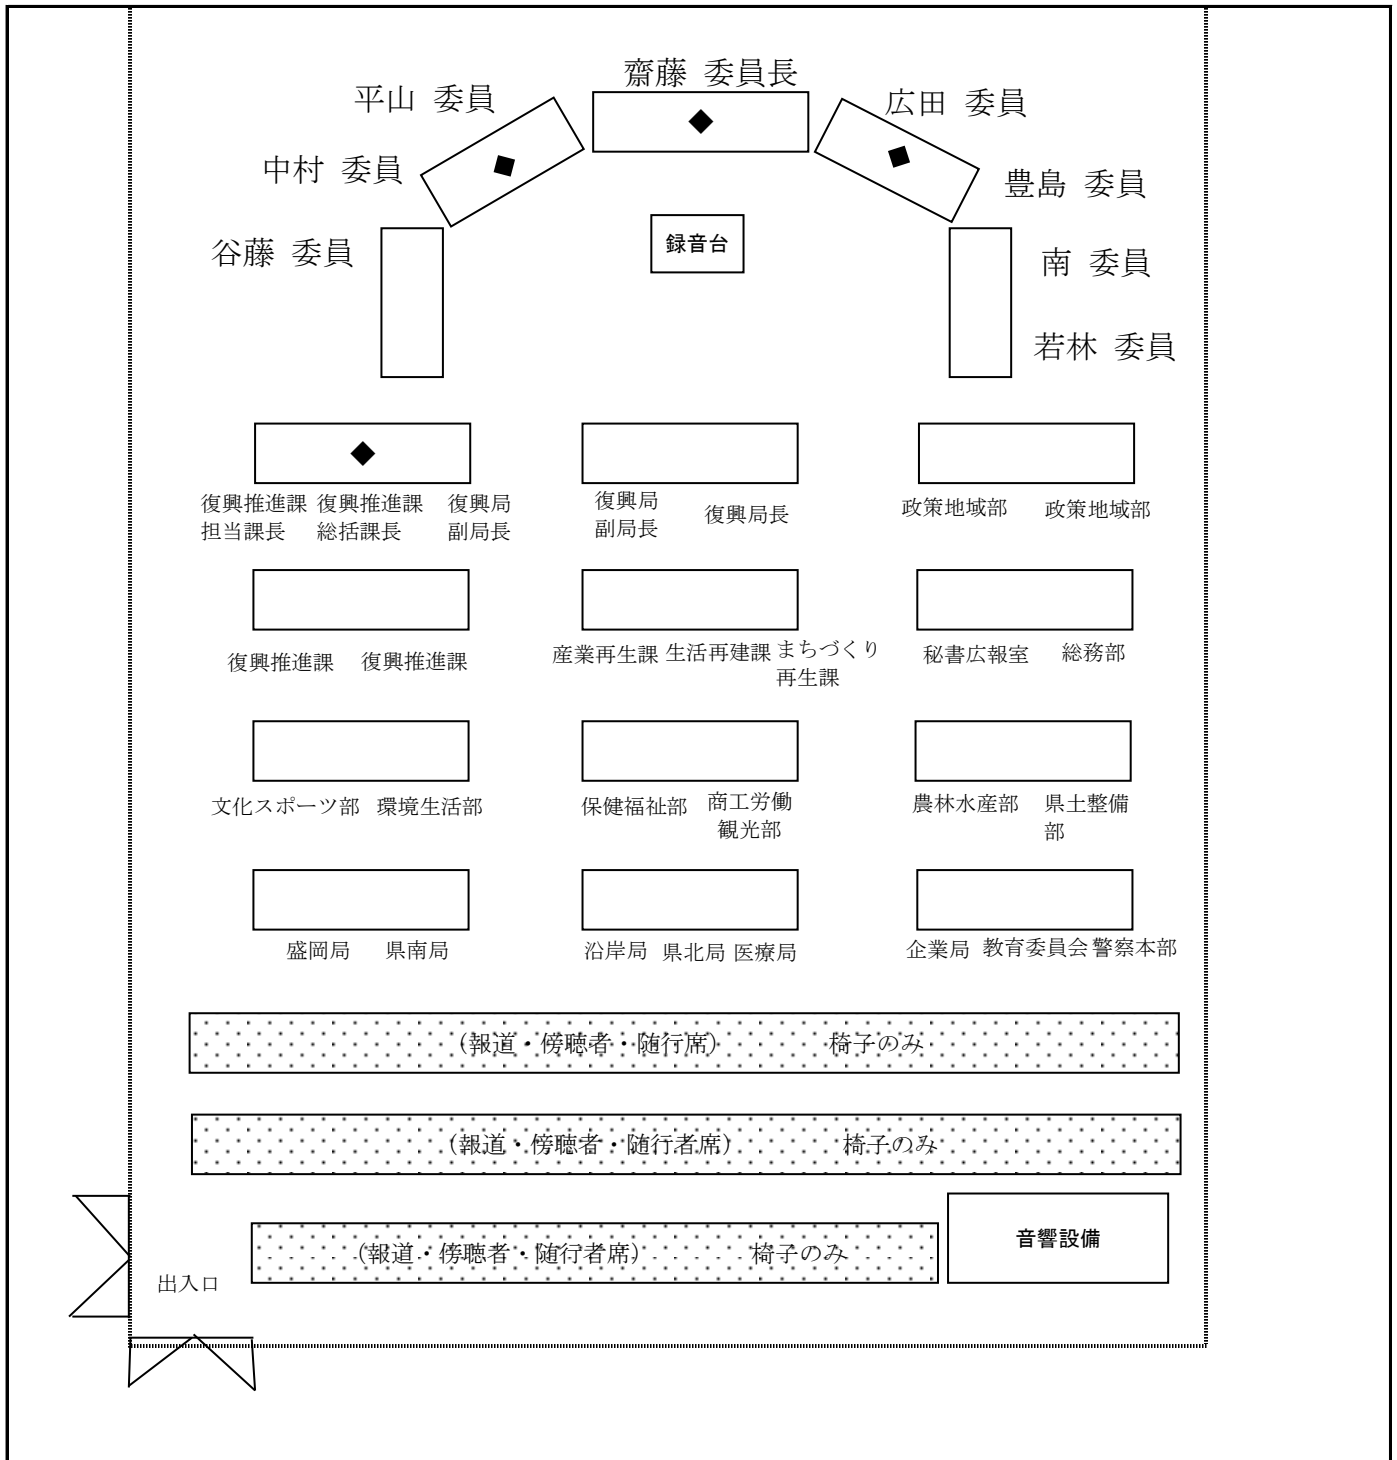 齋藤 委員長
平山 委員
広田 委員
中村 委員
豊島 委員
谷藤 委員
録音台
南 委員
若林 委員
復興推進課
担当課長
復興推進課
総括課長
復興局
副局長
復興局
副局長
復興局長
政策地域部
政策地域部
復興推進課
復興推進課
産業再生課
生活再建課
まちづくり
再生課
秘書広報室
総務部
文化スポーツ部
環境生活部
保健福祉部
商工労働
観光部
農林水産部
県土整備
部
盛岡局
県南局
沿岸局
県北局
医療局
企業局
教育委員会
警察本部
(報道・傍聴者・随行席) 椅子のみ
(報道・傍聴者・随行者席) 椅子のみ
(報道・傍聴者・随行者席) 椅子のみ
音響設備
出入口